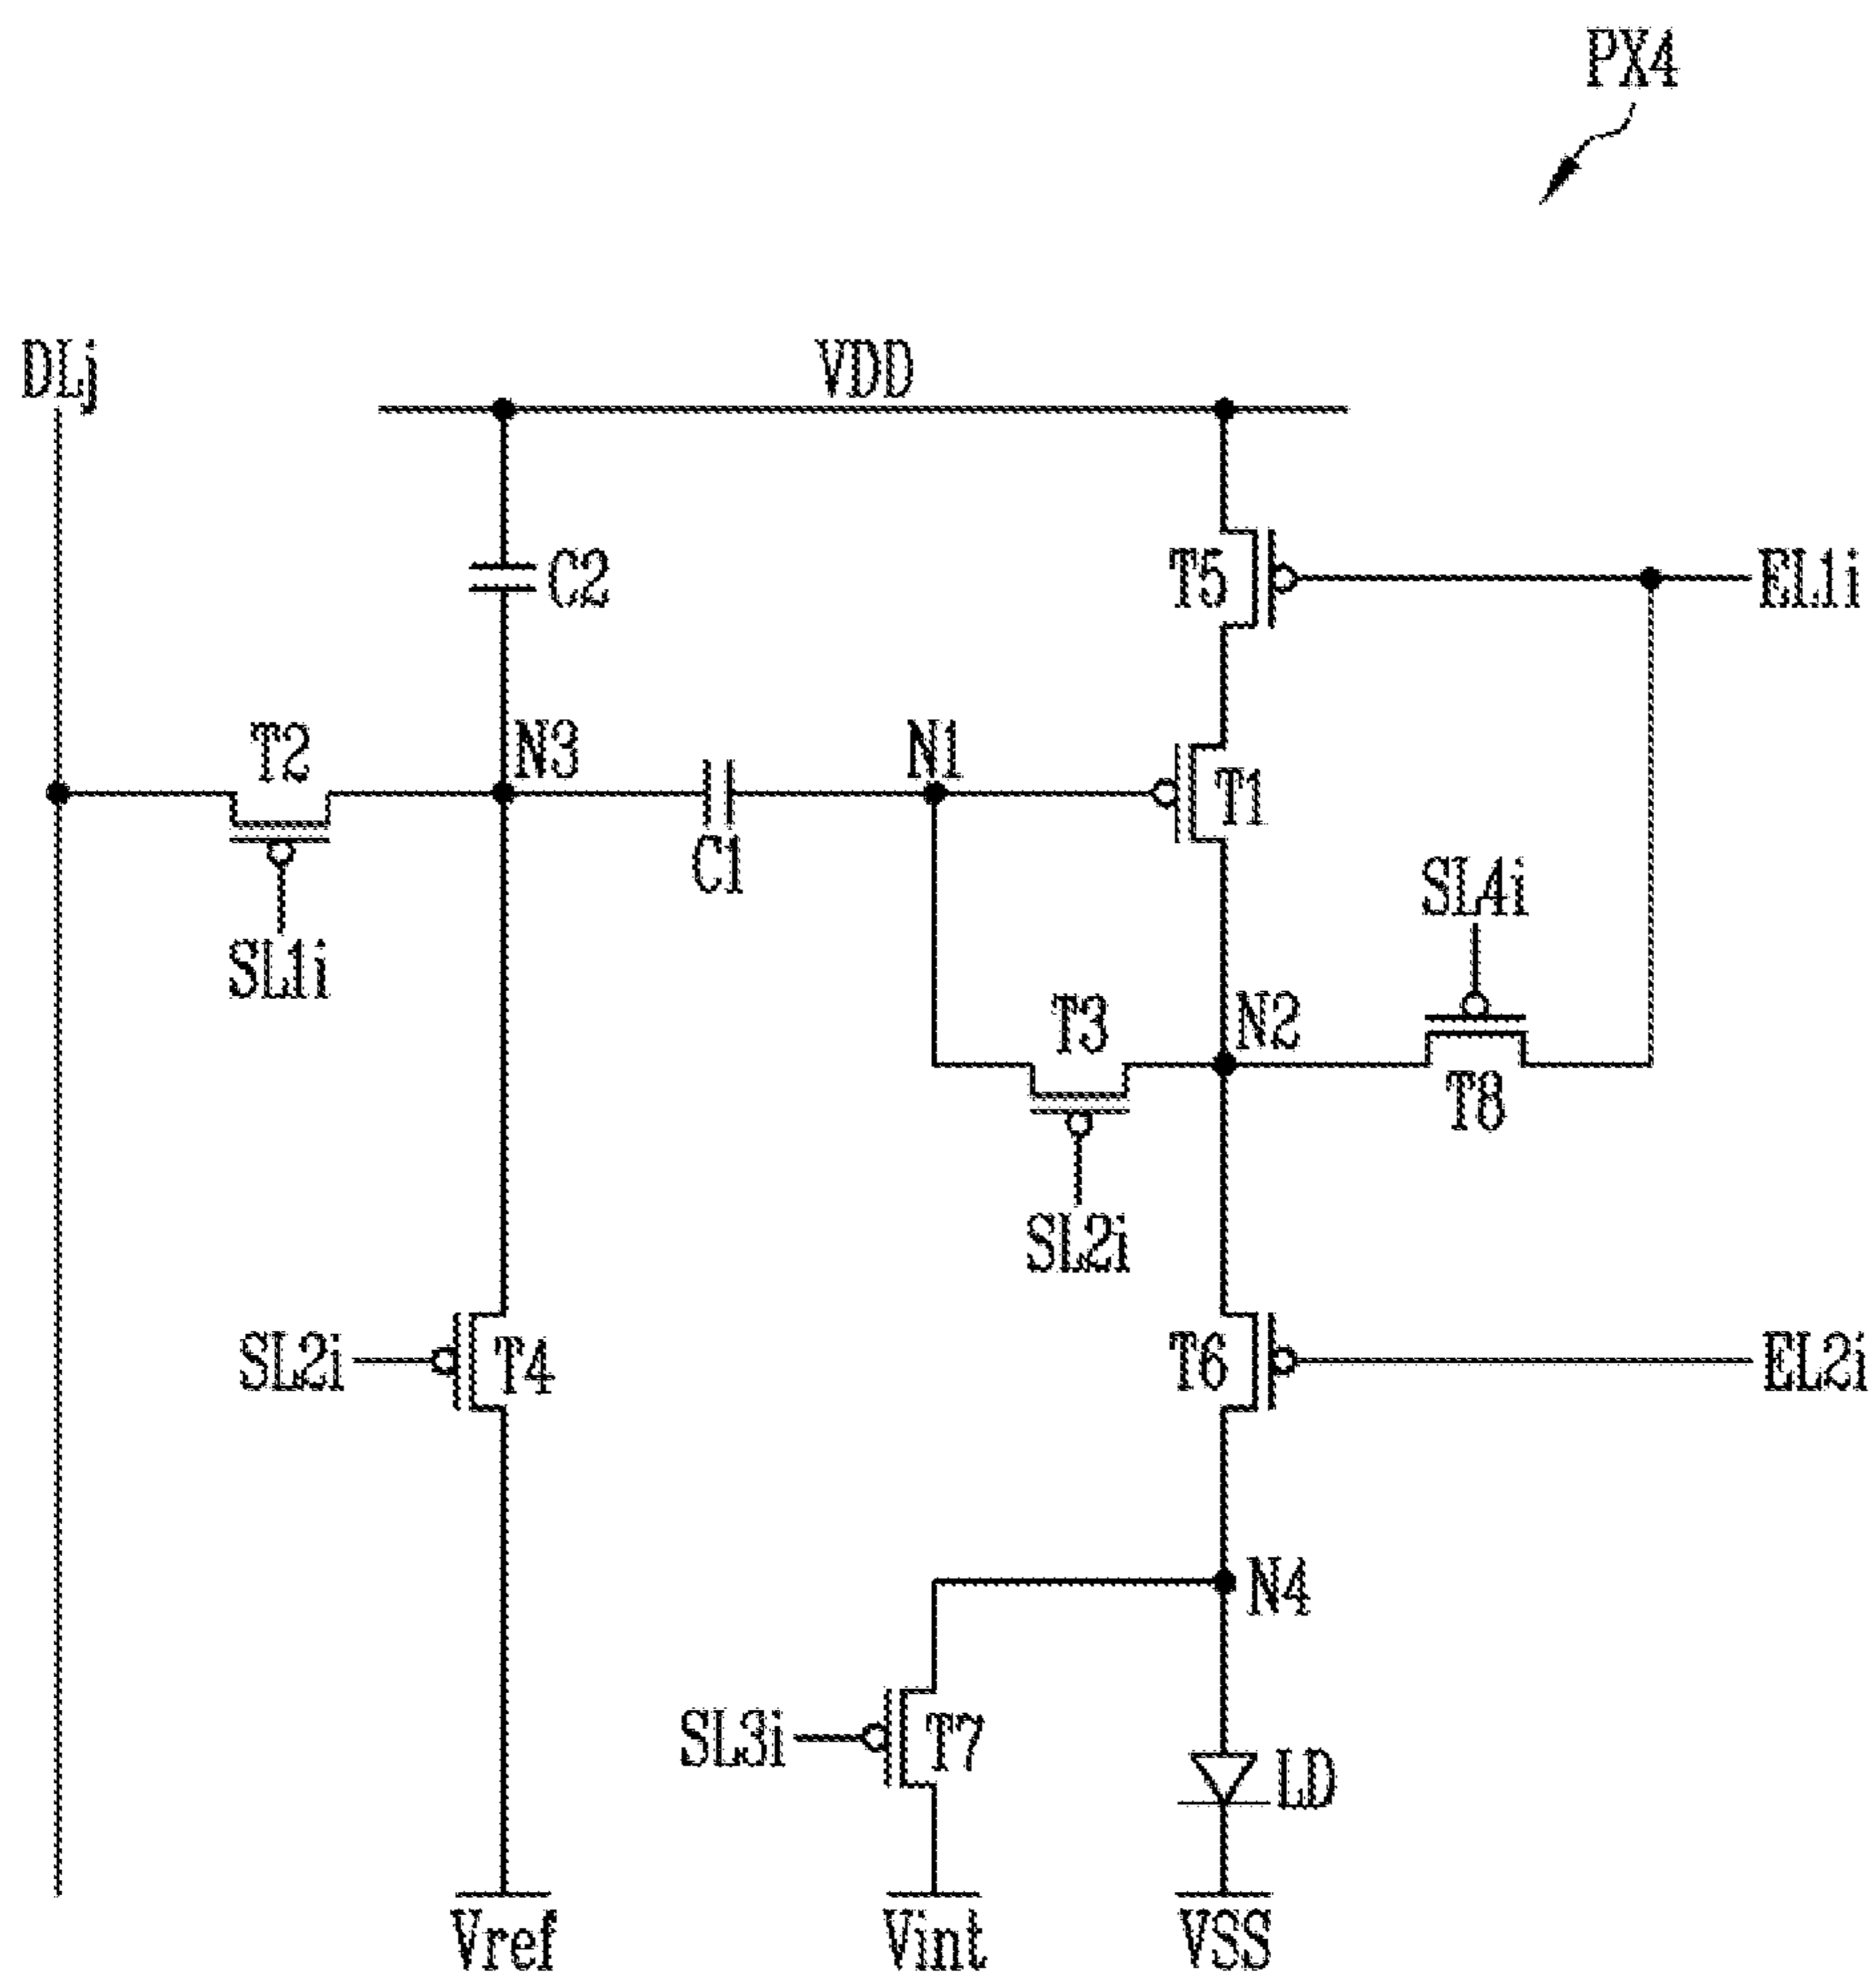 PX4
DLj
VDD
C2
T5
EL1i
T2
N3
N1
T1
C1
SL4i
SL1i
T3
N2
T8
SL2i
SL2i
T4
T6
EL2i
N4
SL3i
T7
LD
Vref
Vint
VSS